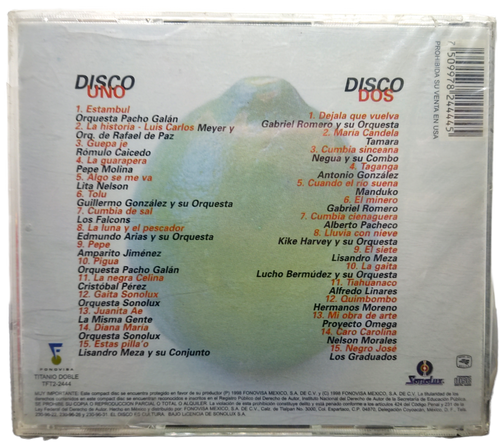 DISCO
UNO
1. Estambul
Orquesta Pacho Galán
2. La historia - Luis Carlos Meyer y
Orq. de Rafael de Paz
3. Guepa je
Rómulo Caicedo
4. La guarapera
Pepe Molina
5. Algo se me va
Lita Nelson
6. Tolu
Guillermo González y su Orquesta
7. Cumbia de sal
Los Falcons
8. La luna y el pescador
Edmundo Arias y su Orquesta
9. Pepe
Amparito Jiménez
10. Pigua
Orquesta Pacho Galán
11. La negra Celina
Cristóbal Pérez
12. Gaita Sonolux
Orquesta Sonolux
13. Juanita Ae
La Misma Gente
14. Diana María
Orquesta Sonolux
15. Estas pilla'o
Lisandro Meza y su Conjunto
DISCO
DOS
1. Dejala que vuelva
Gabriel Romero y su Orquesta
2. María Candela
Tamara
3. Cumbia sinceana
Negua y su Combo
4. Taganga
Antonio González
5. Cuando el río suena
Manduko
6. El minero
Gabriel Romero
7. Cumbia cienaguera
Alberto Pacheco
8. Lluvia con nieve
Kike Harvey y su Orquesta
9. El siete
Lisandro Meza
10. La gaita
Lucho Bermúdez y su Orquesta
11. Tiahuanaco
Alfredo Linares
12. Quimbombo
Hermanos Moreno
13. Mi obra de arte
Proyecto Omega
14. Caro Carolina
Nelson Morales
15. Negro José
Los Graduados
PROHIBIDA SU VENTA EN USA
7509978244445
FONOVISA
TITANIO DOBLE
TFT2-2444
Sonolux